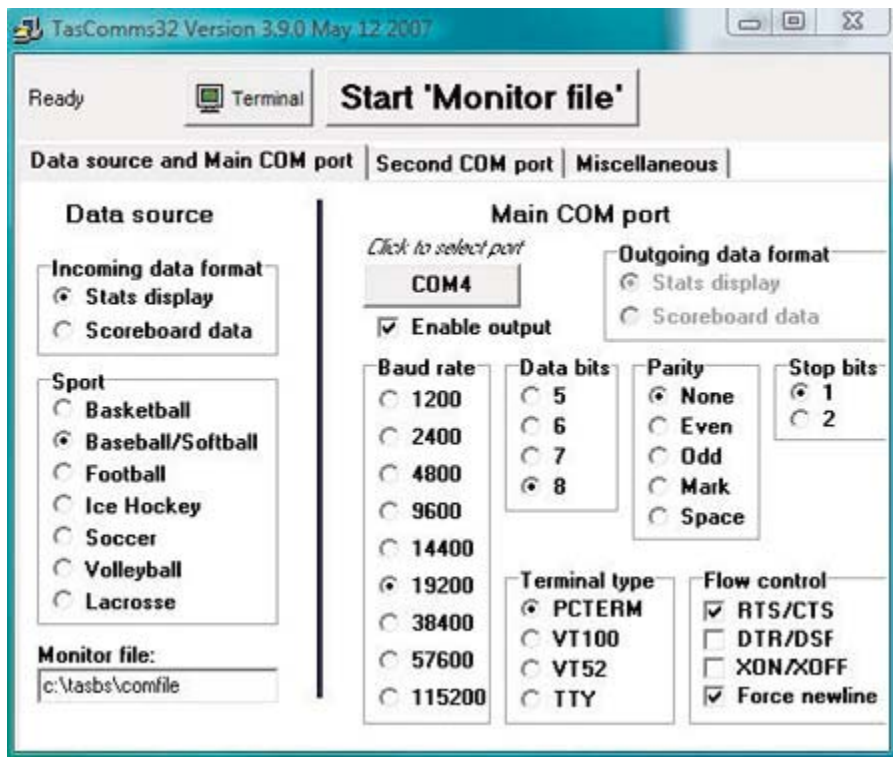 TasComms32 Version 3.9.0 May 12 2007
Ready
Terminal
Start 'Monitor file'
Data source and Main COM port
Second COM port
Miscellaneous
Data source
Incoming data format
Stats display
Scoreboard data
Sport
Basketball
Baseball/Softball
Football
Ice Hockey
Soccer
Volleyball
Lacrosse
Monitor file:
c:\tasbs\comfile
Main COM port
Click to select port
COM4
Enable output
Outgoing data format
Stats display
Scoreboard data
Baud rate
1200
2400
4800
9600
14400
19200
38400
57600
115200
Data bits
5
6
7
8
Parity
None
Even
Odd
Mark
Space
Stop bits
1
2
Terminal type
PCTERM
VT100
VT52
TTY
Flow control
RTS/CTS
DTR/DSF
XON/XOFF
Force newline